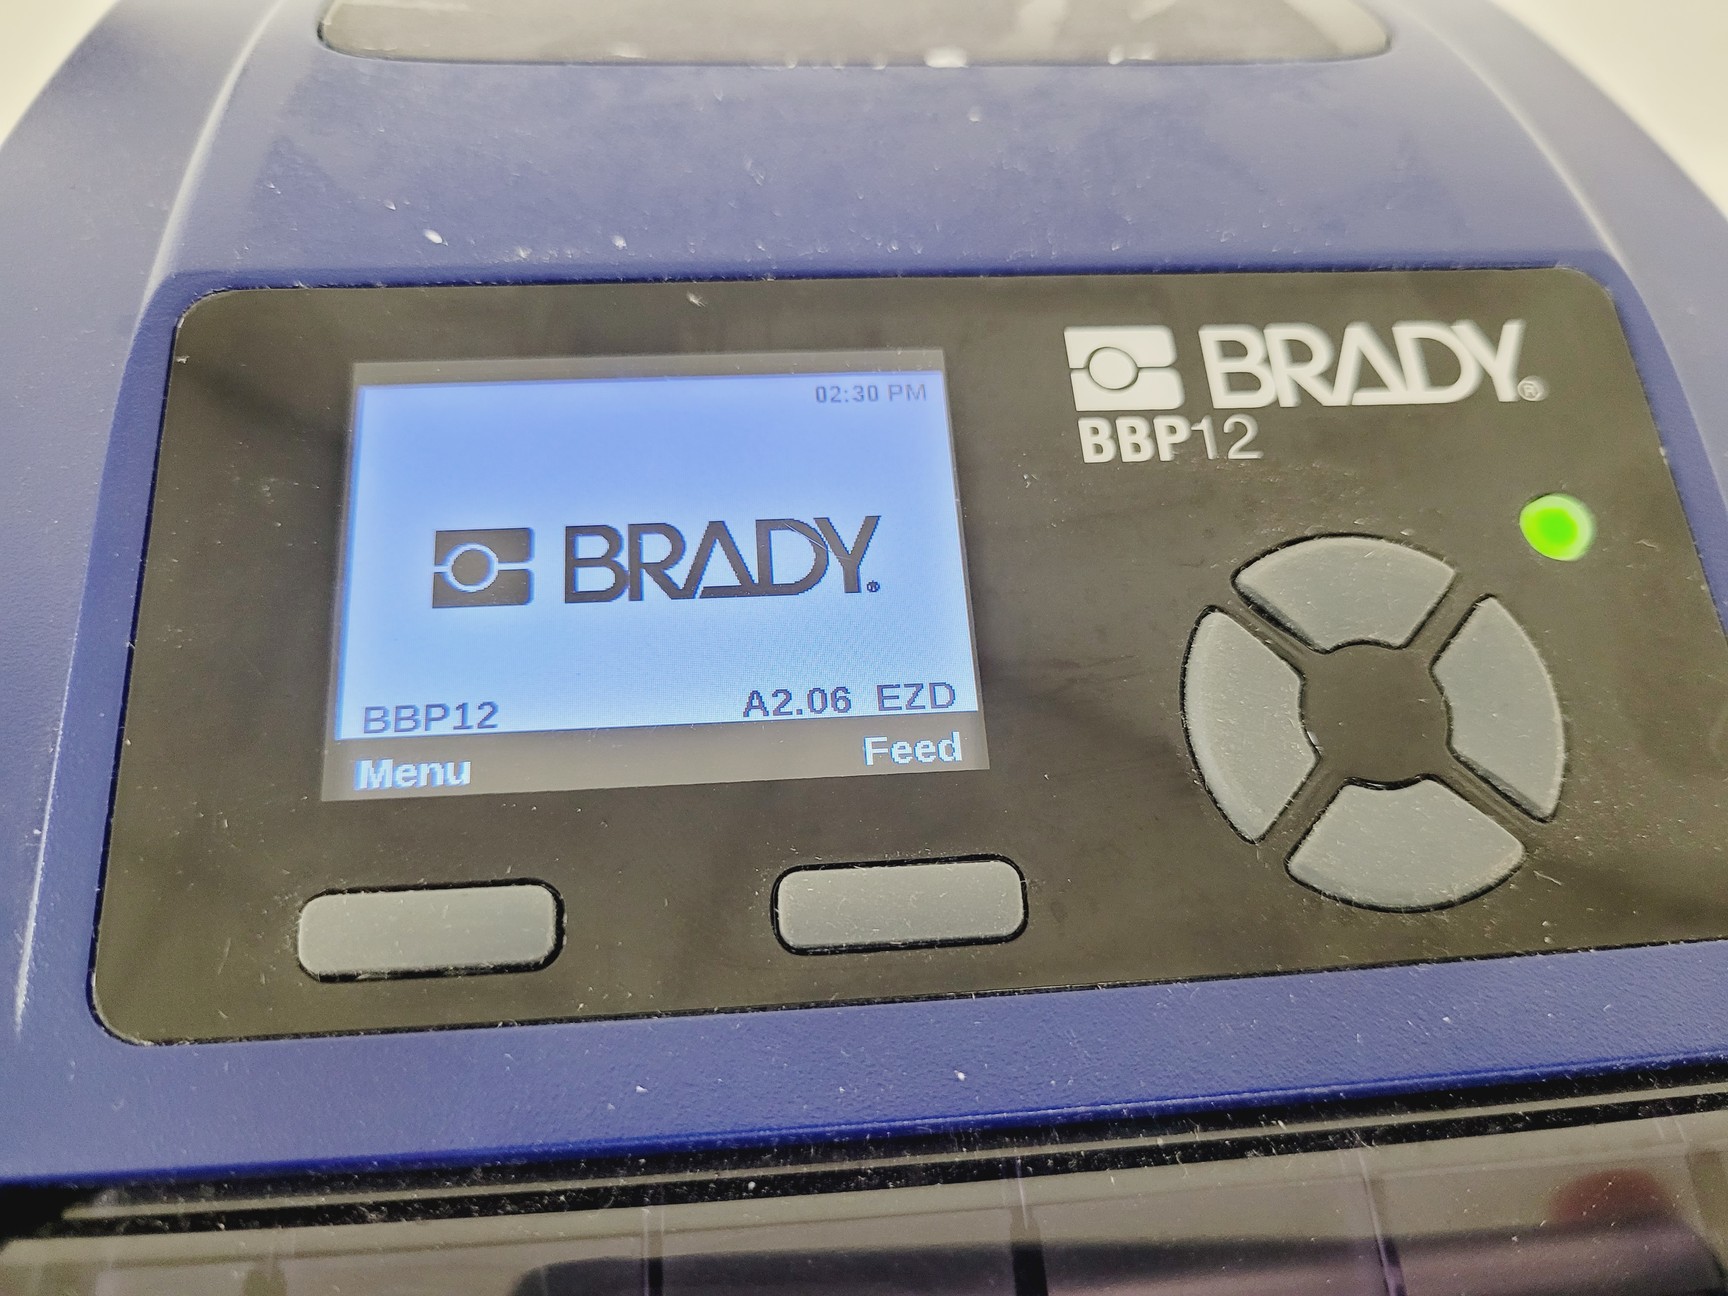 BRADY®
BBP12
02:30 PM
BRADY®
BBP12 A2.06 EZD
Menu Feed